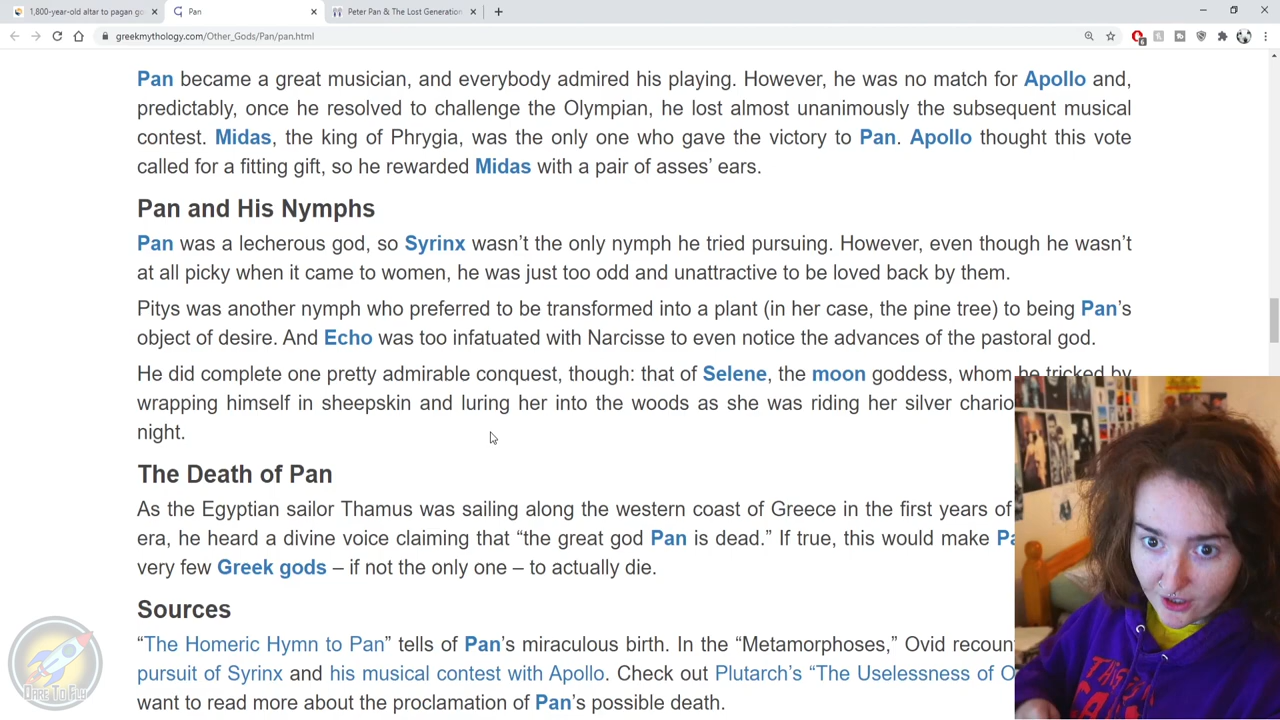 1,800-year-old altar to pagan go
Pan
Peter Pan & The Lost Generation
greekmythology.com/Other_Gods/Pan/pan.html
Pan became a great musician, and everybody admired his playing. However, he was no match for Apollo and,
predictably, once he resolved to challenge the Olympian, he lost almost unanimously the subsequent musical
contest. Midas, the king of Phrygia, was the only one who gave the victory to Pan. Apollo thought this vote
called for a fitting gift, so he rewarded Midas with a pair of asses’ ears.
Pan and His Nymphs
Pan was a lecherous god, so Syrinx wasn’t the only nymph he tried pursuing. However, even though he wasn’t
at all picky when it came to women, he was just too odd and unattractive to be loved back by them.
Pitys was another nymph who preferred to be transformed into a plant (in her case, the pine tree) to being Pan’s
object of desire. And Echo was too infatuated with Narcisse to even notice the advances of the pastoral god.
He did complete one pretty admirable conquest, though: that of Selene, the moon goddess, whom he tricked by
wrapping himself in sheepskin and luring her into the woods as she was riding her silver chario
night.
The Death of Pan
As the Egyptian sailor Thamus was sailing along the western coast of Greece in the first years of
era, he heard a divine voice claiming that “the great god Pan is dead.” If true, this would make Pa
very few Greek gods – if not the only one – to actually die.
Sources
“The Homeric Hymn to Pan” tells of Pan’s miraculous birth. In the “Metamorphoses,” Ovid recoun
pursuit of Syrinx and his musical contest with Apollo. Check out Plutarch’s “The Uselessness of O
want to read more about the proclamation of Pan’s possible death.
DARE TO FLY